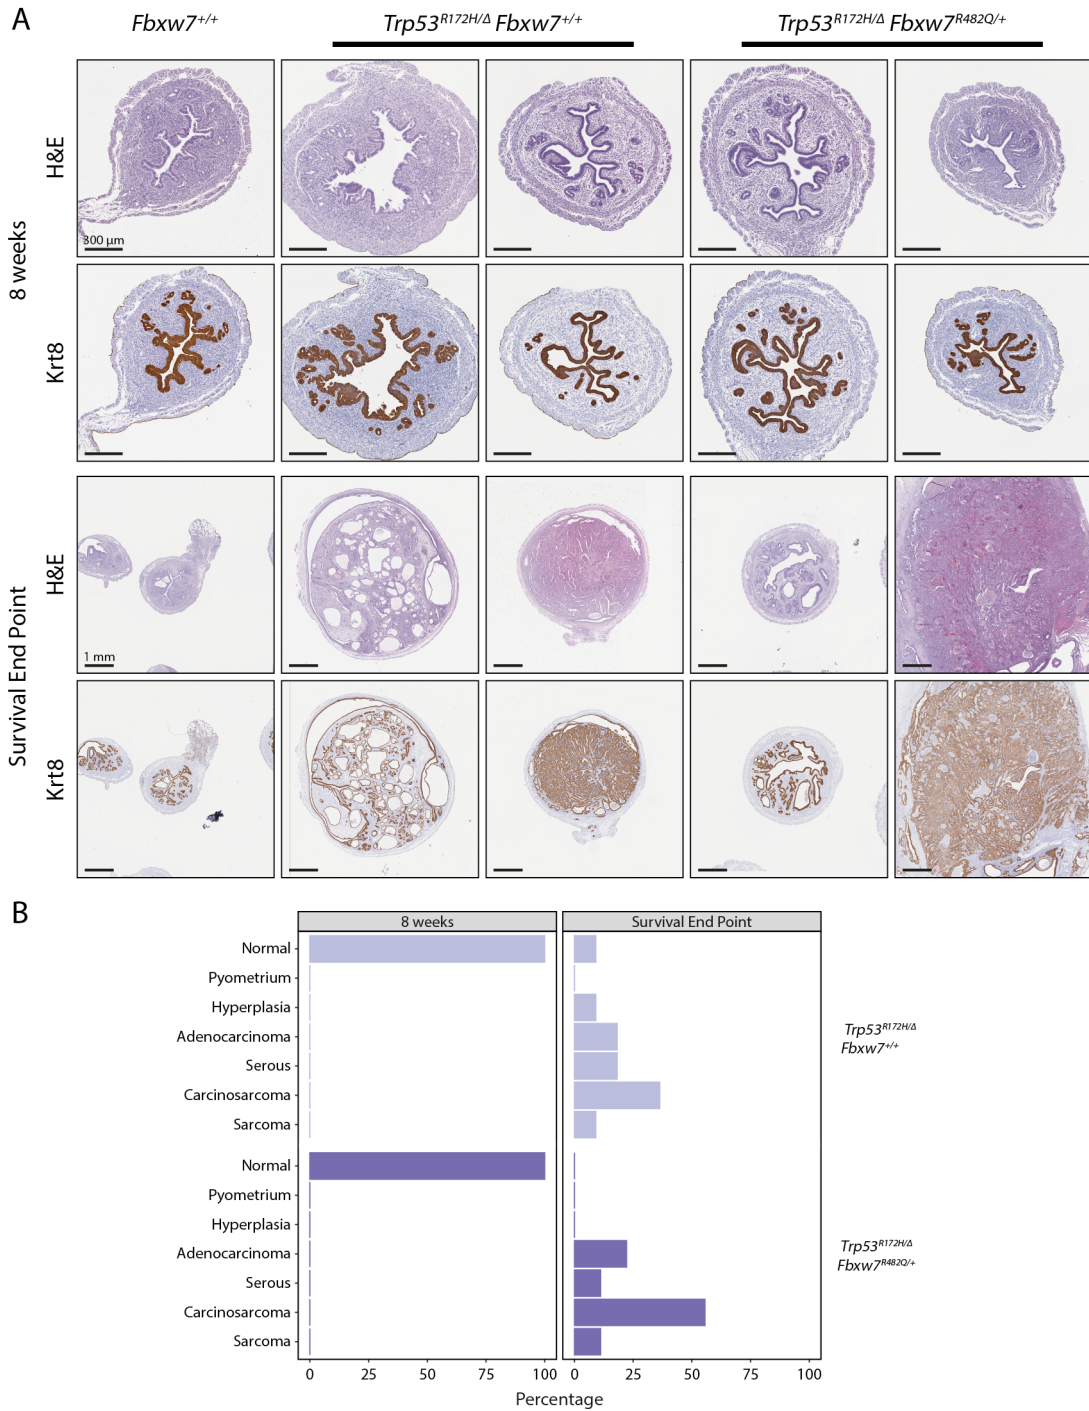 A
Fbxw7+/+
Trp53R172H/Δ Fbxw7+/+
Trp53R172H/Δ Fbxw7R482Q/+
8 weeks
H&E
300 µm
Krt8
Survival End Point
H&E
1 mm
Krt8
B
8 weeks
Survival End Point
Normal
Pyometrium
Hyperplasia
Adenocarcinoma
Serous
Carcinosarcoma
Sarcoma
Trp53R172H/Δ
Fbxw7+/+
Normal
Pyometrium
Hyperplasia
Adenocarcinoma
Serous
Carcinosarcoma
Sarcoma
Trp53R172H/Δ
Fbxw7R482Q/+
0 25 50 75 100 0 25 50 75 100
Percentage